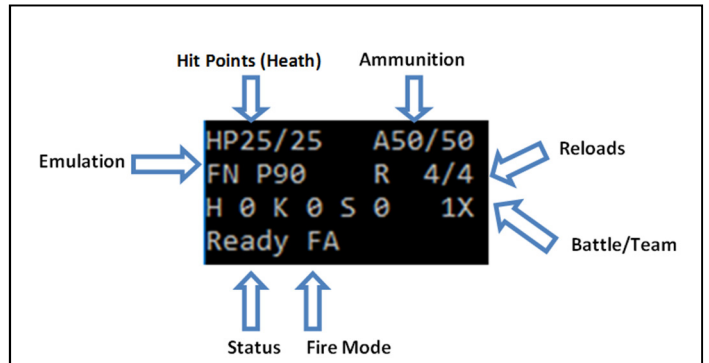 Hit Points (Heath) Ammunition
HP25/25 A50/50
Emulation
FN P90 R 4/4
Reloads
H 0 K 0 S 0 1X
Battle/Team
Ready FA
Status Fire Mode